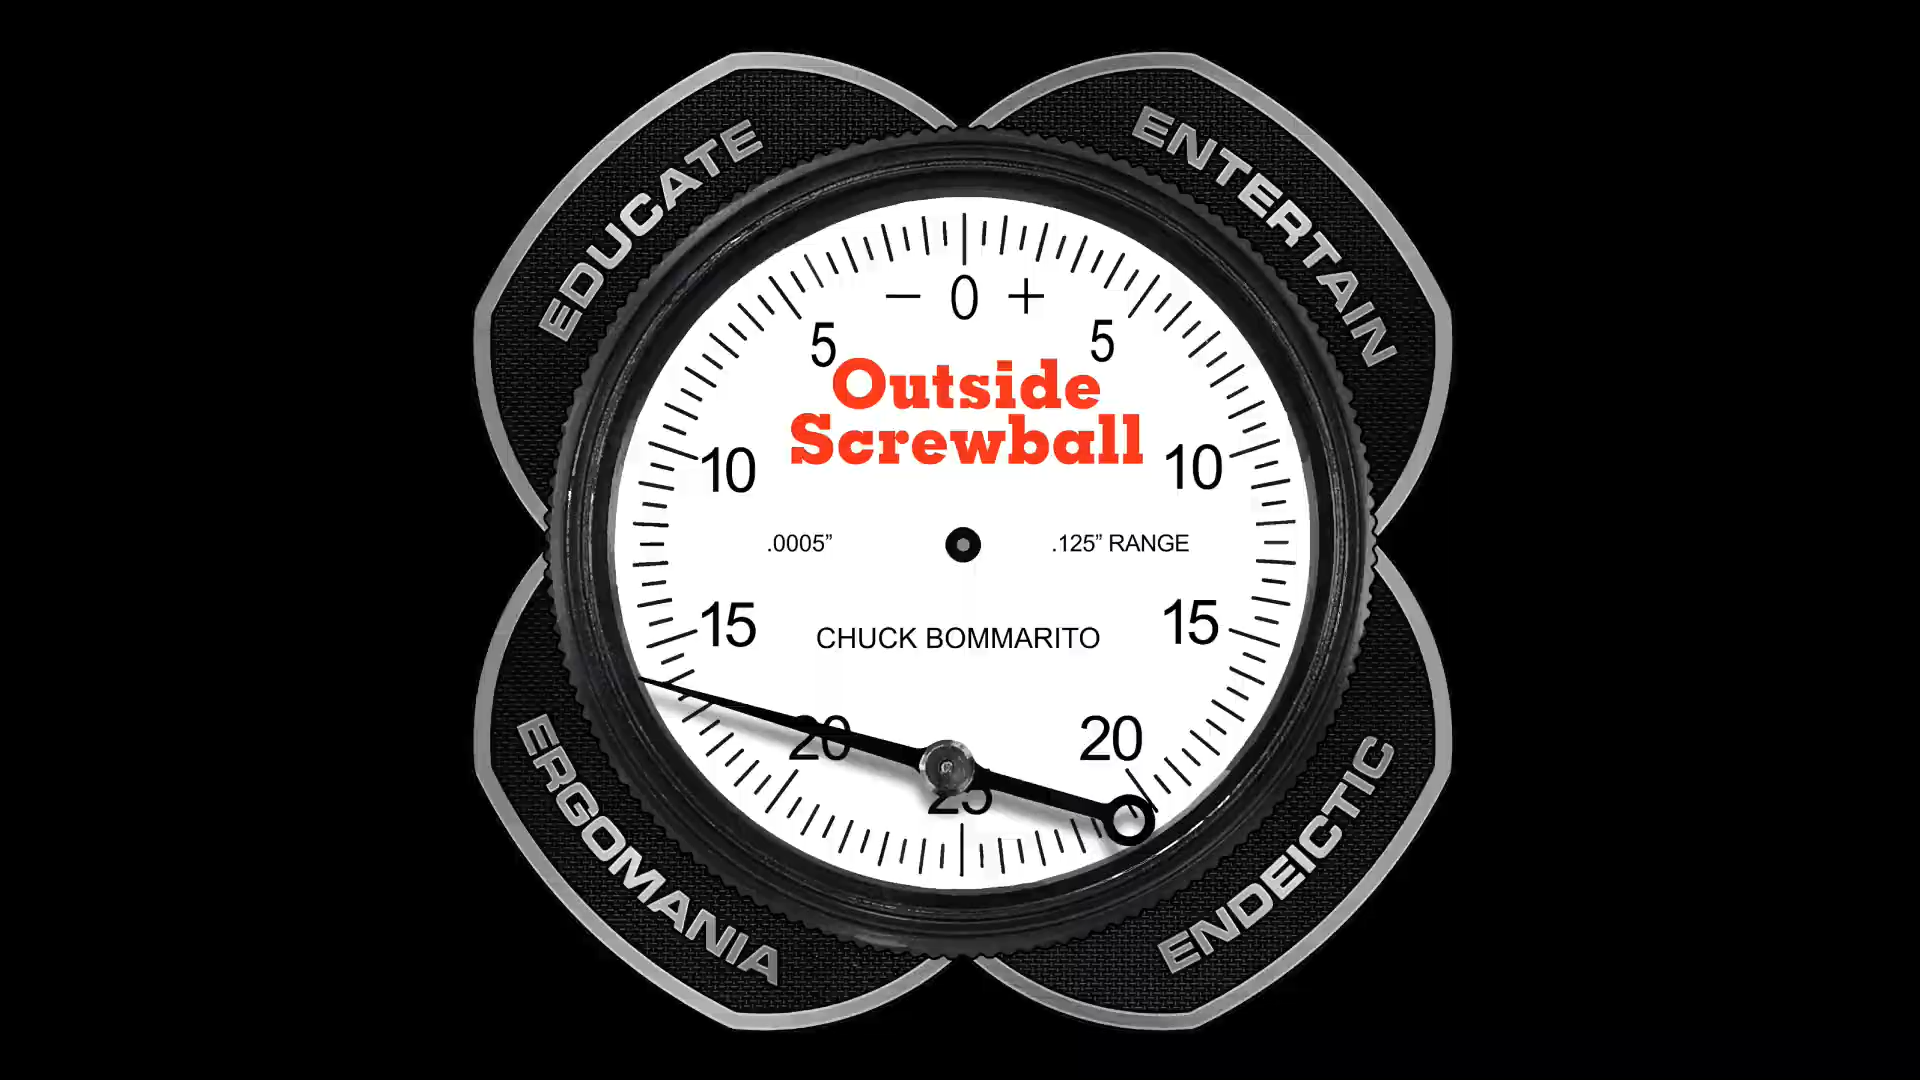 EDUCATE
ENTERTAIN
− 0 +
5 5
Outside
Screwball
10 10
.0005” .125” RANGE
15 15
CHUCK BOMMARITO
20 20
25
ERGOMANIA
ENDEICTIC